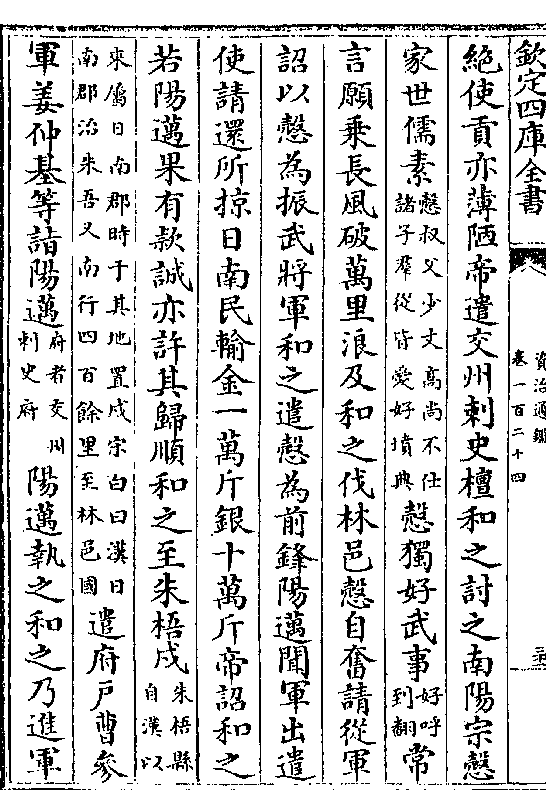 欽定四庫全書
資治通鑑
卷一百二十四
絶使貢亦薄陋帝遣交州刺史檀和之討之南陽宗慤
家世儒素慤叔父少文高尚不仕諸子羣從皆愛好墳典慤獨好武事好呼到翻常
言願乗長風破萬里浪及和之伐林邑慤自奮請從軍
詔以慤為振武將軍和之遣慤為前鋒陽邁聞軍出遣
使請還所掠日南民輸金一萬斤銀十萬斤帝詔和之
若陽邁果有款誠亦許其歸順和之至朱梧戍朱梧縣自漢以
來屬日南郡時于其地置戍宋白曰漢日南郡治朱吾又南行四百餘里至林邑國遣府戸曹參
軍姜仲基等詣陽邁府者交州刺史府陽邁執之和之乃進軍